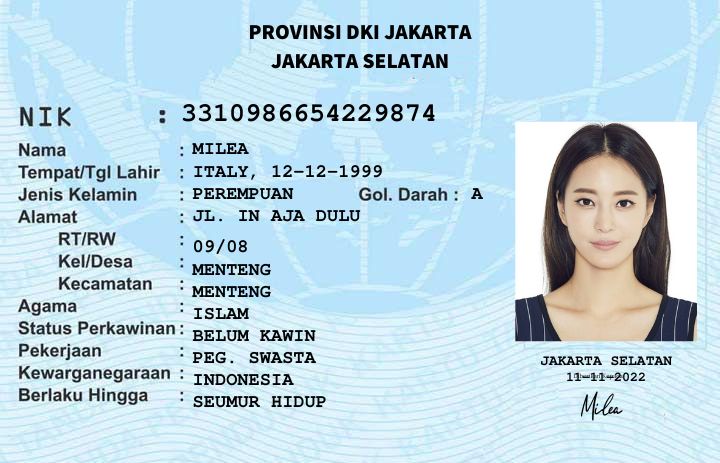 PROVINSI DKI JAKARTA
JAKARTA SELATAN
NIK : 3310986654229874
Nama : MILEA
Tempat/Tgl Lahir : ITALY, 12-12-1999
Jenis Kelamin : PEREMPUAN Gol. Darah : A
Alamat : JL. IN AJA DULU
RT/RW : 09/08
Kel/Desa : MENTENG
Kecamatan : MENTENG
Agama : ISLAM
Status Perkawinan : BELUM KAWIN
Pekerjaan : PEG. SWASTA
Kewarganegaraan : INDONESIA
Berlaku Hingga : SEUMUR HIDUP
JAKARTA SELATAN
11-11-2022
Milea